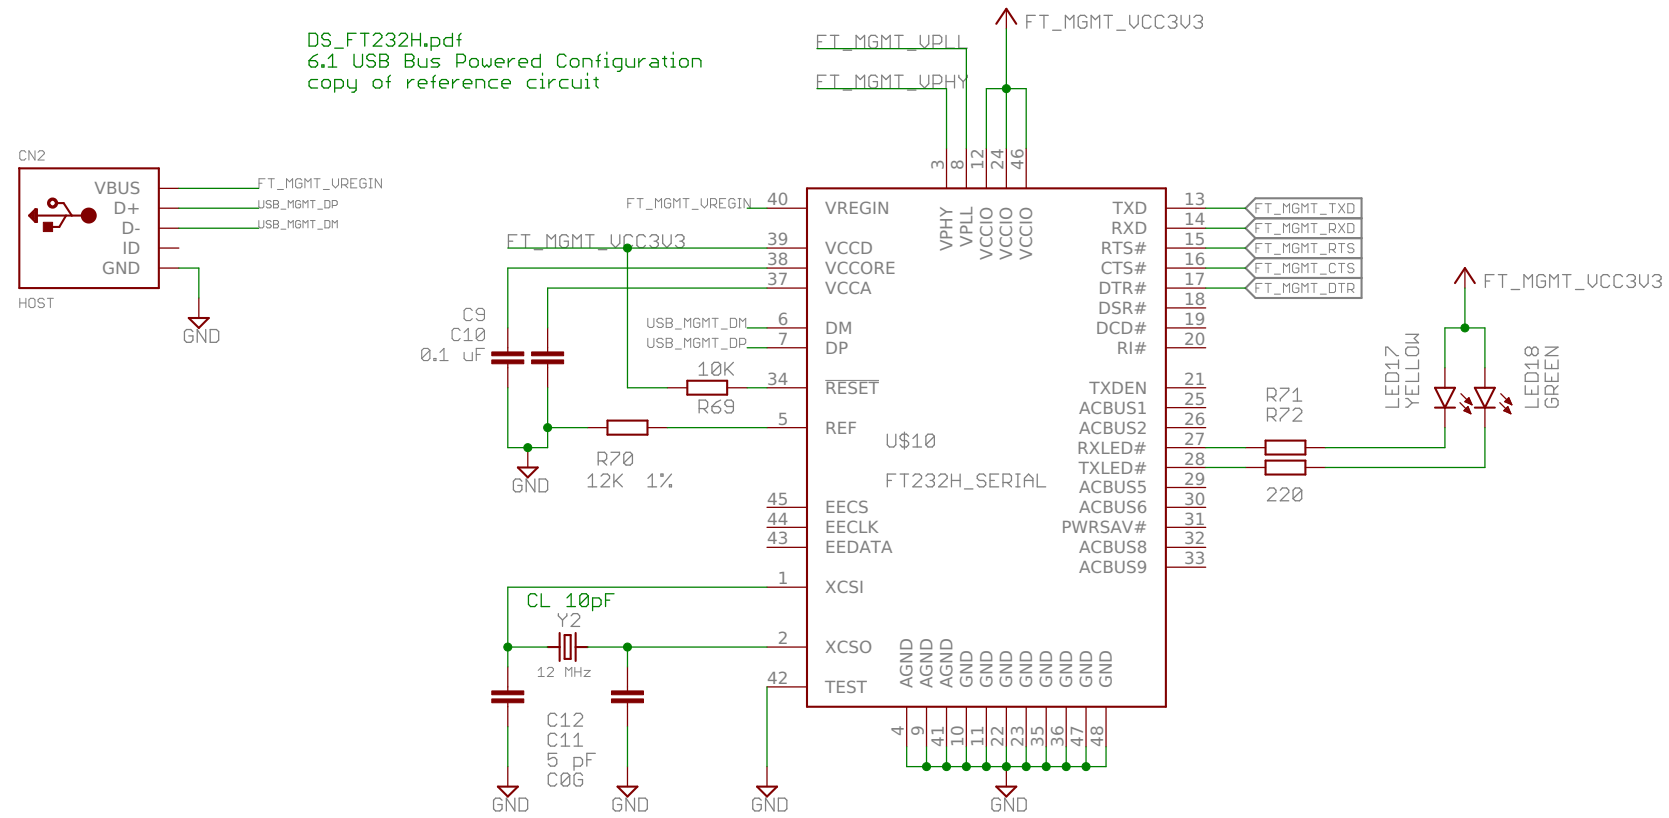 DS_FT232H.pdf
6.1 USB Bus Powered Configuration
copy of reference circuit
FT_MGMT_VPLL
FT_MGMT_VPHY
FT_MGMT_VCC3V3
CN2
VBUS
D+
D-
ID
GND
HOST
FT_MGMT_VREGIN
USB_MGMT_DP
USB_MGMT_DM
GND
3
8
12
24
46
VPHY
VPLL
VCCIO
VCCIO
VCCIO
FT_MGMT_VREGIN
40
VREGIN
FT_MGMT_VCC3V3
39
VCCD
38
VCCORE
37
VCCA
USB_MGMT_DM
6
DM
USB_MGMT_DP
7
DP
10K
R69
34
RESET
5
REF
C9
C10
0.1 uF
GND
R70
12K 1%
U$10
FT232H_SERIAL
45
EECS
44
EECLK
43
EEDATA
1
XCSI
CL 10pF
Y2
12 MHz
2
XCSO
42
TEST
C12
C11
5 pF
C0G
GND
GND
GND
AGND
AGND
AGND
GND
GND
GND
GND
GND
GND
GND
GND
4
9
41
10
11
22
23
35
36
47
48
GND
TXD
13
FT_MGMT_TXD
RXD
14
FT_MGMT_RXD
RTS#
15
FT_MGMT_RTS
CTS#
16
FT_MGMT_CTS
DTR#
17
FT_MGMT_DTR
DSR#
18
DCD#
19
RI#
20
TXDEN
21
ACBUS1
25
ACBUS2
26
RXLED#
27
TXLED#
28
ACBUS5
29
ACBUS6
30
PWRSAV#
31
ACBUS8
32
ACBUS9
33
R71
R72
220
FT_MGMT_VCC3V3
LED17
YELLOW
LED18
GREEN